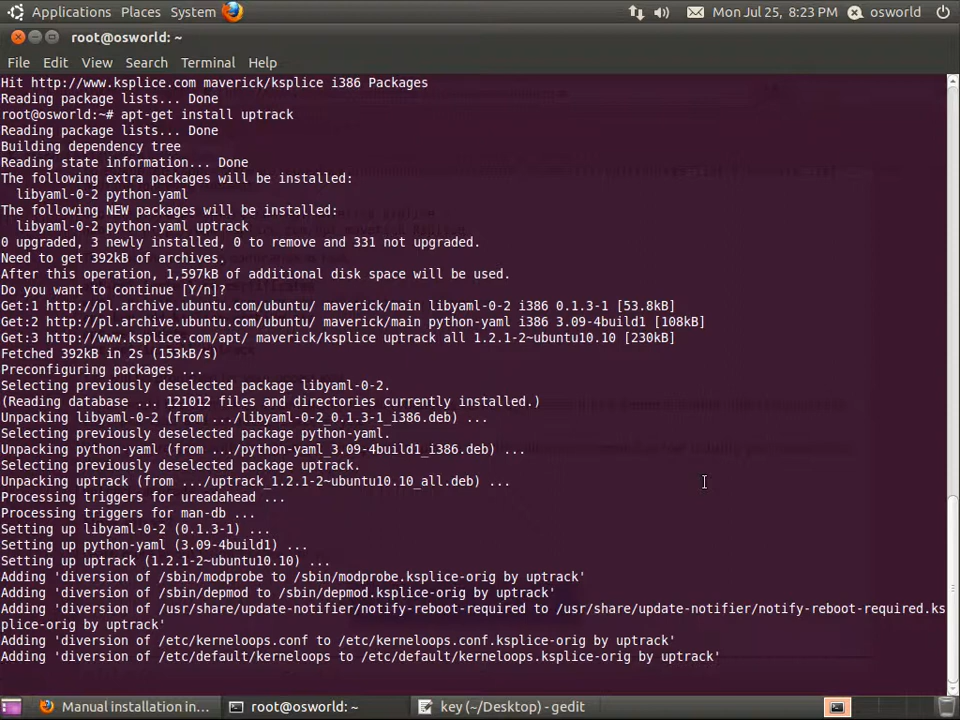 Applications Places System Mon Jul 25, 8:23 PM osworld
root@osworld: ~
File Edit View Search Terminal Help
Hit http://www.ksplice.com maverick/ksplice i386 Packages
Reading package lists... Done
root@osworld:~# apt-get install uptrack
Reading package lists... Done
Building dependency tree
Reading state information... Done
The following extra packages will be installed:
  libyaml-0-2 python-yaml
The following NEW packages will be installed:
  libyaml-0-2 python-yaml uptrack
0 upgraded, 3 newly installed, 0 to remove and 331 not upgraded.
Need to get 392kB of archives.
After this operation, 1,597kB of additional disk space will be used.
Do you want to continue [Y/n]?
Get:1 http://pl.archive.ubuntu.com/ubuntu/ maverick/main libyaml-0-2 i386 0.1.3-1 [53.8kB]
Get:2 http://pl.archive.ubuntu.com/ubuntu/ maverick/main python-yaml i386 3.09-4build1 [108kB]
Get:3 http://www.ksplice.com/apt/ maverick/ksplice uptrack all 1.2.1-2~ubuntu10.10 [230kB]
Fetched 392kB in 2s (153kB/s)
Preconfiguring packages ...
Selecting previously deselected package libyaml-0-2.
(Reading database ... 121012 files and directories currently installed.)
Unpacking libyaml-0-2 (from .../libyaml-0-2_0.1.3-1_i386.deb) ...
Selecting previously deselected package python-yaml.
Unpacking python-yaml (from .../python-yaml_3.09-4build1_i386.deb) ...
Selecting previously deselected package uptrack.
Unpacking uptrack (from .../uptrack_1.2.1-2~ubuntu10.10_all.deb) ...
Processing triggers for ureadahead ...
Processing triggers for man-db ...
Setting up libyaml-0-2 (0.1.3-1) ...
Setting up python-yaml (3.09-4build1) ...
Setting up uptrack (1.2.1-2~ubuntu10.10) ...
Adding 'diversion of /sbin/modprobe to /sbin/modprobe.ksplice-orig by uptrack'
Adding 'diversion of /sbin/depmod to /sbin/depmod.ksplice-orig by uptrack'
Adding 'diversion of /usr/share/update-notifier/notify-reboot-required to /usr/share/update-notifier/notify-reboot-required.ks
plice-orig by uptrack'
Adding 'diversion of /etc/kerneloops.conf to /etc/kerneloops.conf.ksplice-orig by uptrack'
Adding 'diversion of /etc/default/kerneloops to /etc/default/kerneloops.ksplice-orig by uptrack'
Manual installation in... root@osworld: ~ key (~/Desktop) - gedit